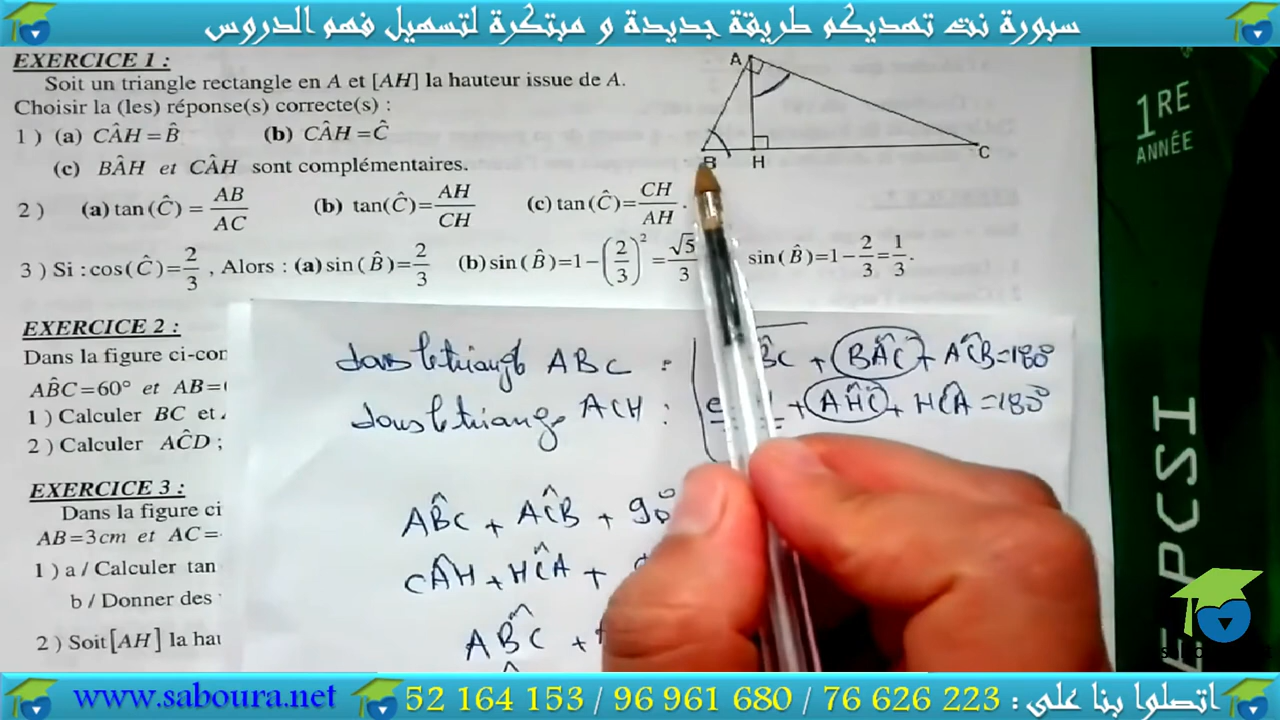 سبورة نت تهديكم طريقة جديدة و مبتكرة لتسهيل فهم الدروس
EXERCICE 1 :
Soit un triangle rectangle en A et [AH] la hauteur issue de A.
Choisir la (les) réponse(s) correcte(s) :
1 ) (a) CÂH = B̂ (b) CÂH = Ĉ
(c) BÂH et CÂH sont complémentaires.
2 ) (a) tan(Ĉ) = AB/AC (b) tan(Ĉ) = AH/CH (c) tan(Ĉ) = CH/AH .
3 ) Si : cos(Ĉ) = 2/3 , Alors : (a) sin(B̂) = 2/3 (b) sin(B̂) = 1 − (2/3)² = √5/3 sin(B̂) = 1 − 2/3 = 1/3 .
A
B
H
C
EXERCICE 2 :
Dans la figure ci-con
AB̂C = 60° et AB =
1 ) Calculer BC et
2 ) Calculer AĈD ;
EXERCICE 3 :
Dans la figure ci
AB = 3 cm et AC =
1 ) a / Calculer tan
b / Donner des
2 ) Soit [AH] la hau
dans le triangle ABC : B̂C + BÂC + AĈB = 180°
dans le triangle ACH : + AĤC + HĈA = 180°
AB̂C + AĈB + 90°
CÂH + HĈA +
AB̂C +
1RE
ANNÉE
PCSI
www.saboura.net
52 164 153 / 96 961 680 / 76 626 223 اتصلوا بنا على :